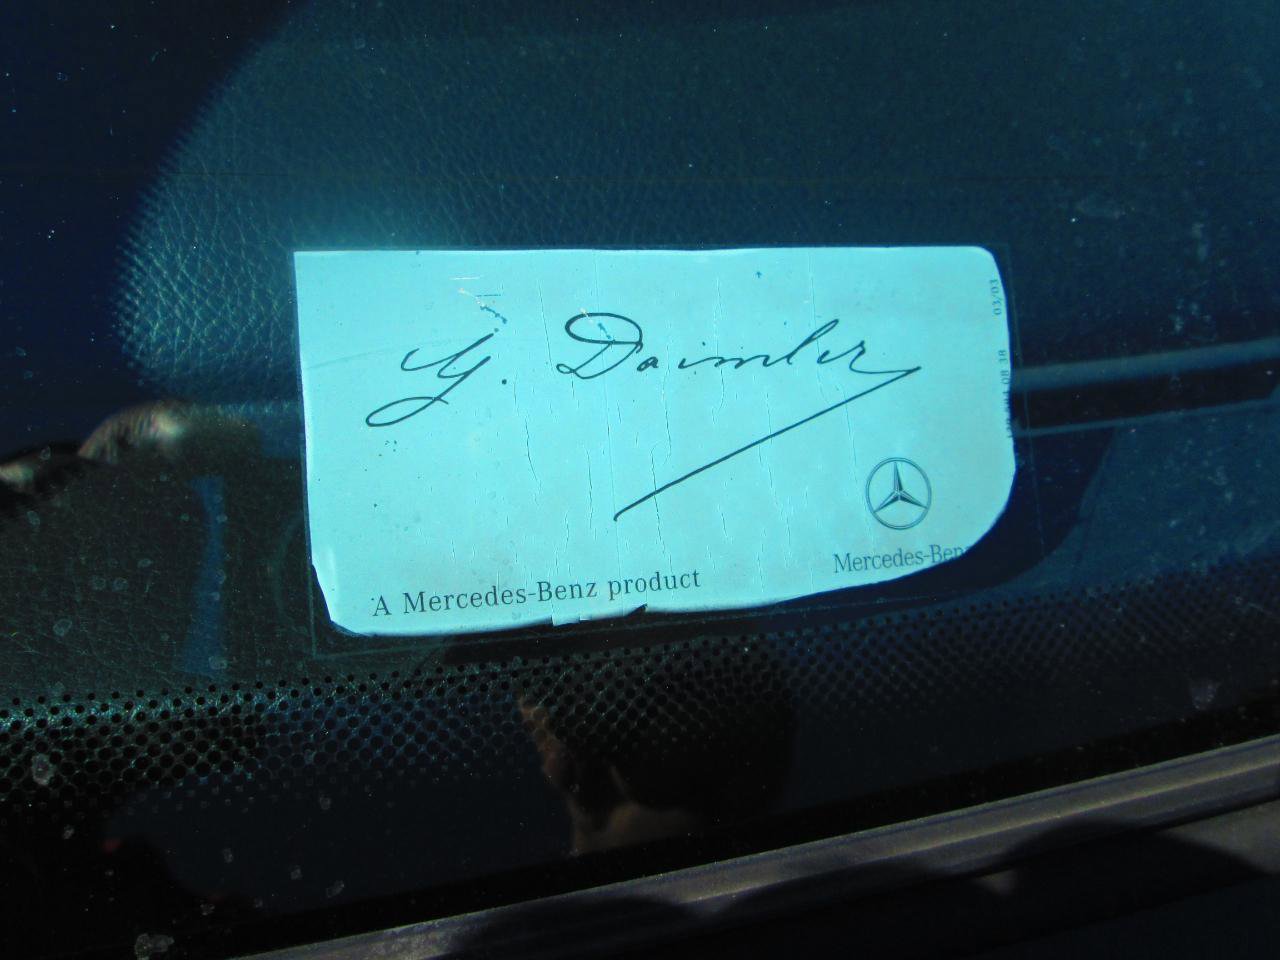 G. Daimler
03/03
Mercedes-Ben
A Mercedes-Benz product